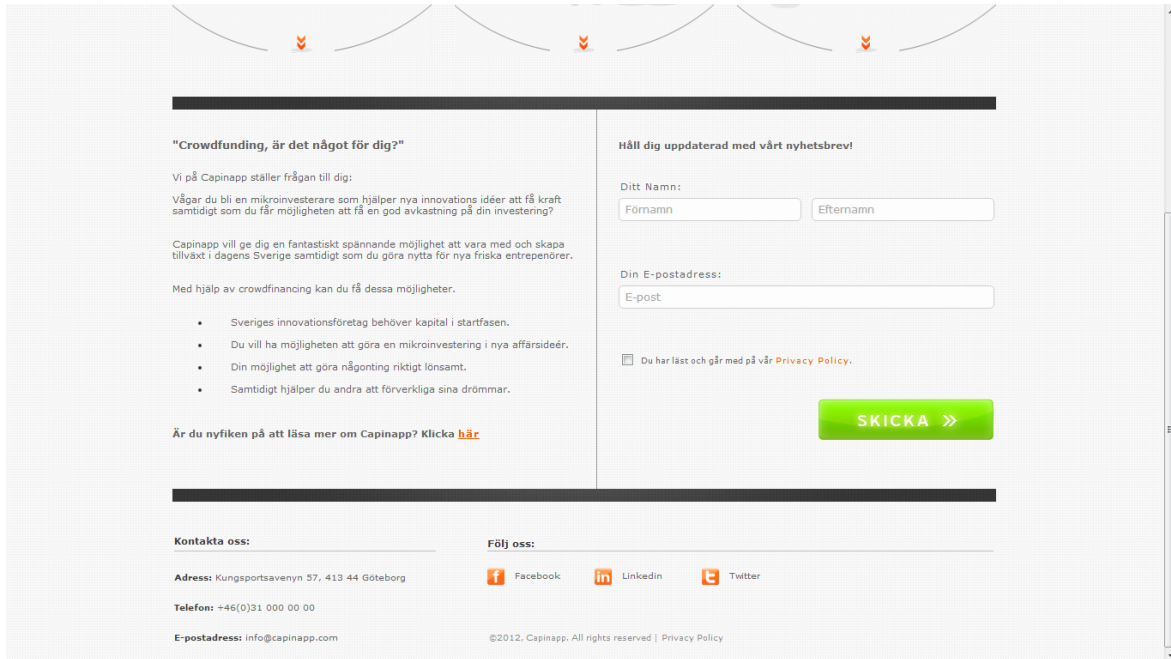 "Crowdfunding, är det något för dig?"
Vi på Capinapp ställer frågan till dig:
Vågar du bli en mikroinvesterare som hjälper nya innovations idéer att få kraft
samtidigt som du får möjligheten att få en god avkastning på din investering?
Capinapp vill ge dig en fantastiskt spännande möjlighet att vara med och skapa
tillväxt i dagens Sverige samtidigt som du göra nytta för nya friska entrepenörer.
Med hjälp av crowdfinancing kan du få dessa möjligheter.
• Sveriges innovationsföretag behöver kapital i startfasen.
• Du vill ha möjligheten att göra en mikroinvestering i nya affärsideér.
• Din möjlighet att göra någonting riktigt lönsamt.
• Samtidigt hjälper du andra att förverkliga sina drömmar.
Är du nyfiken på att läsa mer om Capinapp? Klicka här
Håll dig uppdaterad med vårt nyhetsbrev!
Ditt Namn:
Förnamn Efternamn
Din E-postadress:
E-post
Du har läst och går med på vår Privacy Policy.
SKICKA »
Kontakta oss:
Adress: Kungsportsavenyn 57, 413 44 Göteborg
Telefon: +46(0)31 000 00 00
E-postadress: info@capinapp.com
Följ oss:
Facebook Linkedin Twitter
©2012, Capinapp. All rights reserved | Privacy Policy